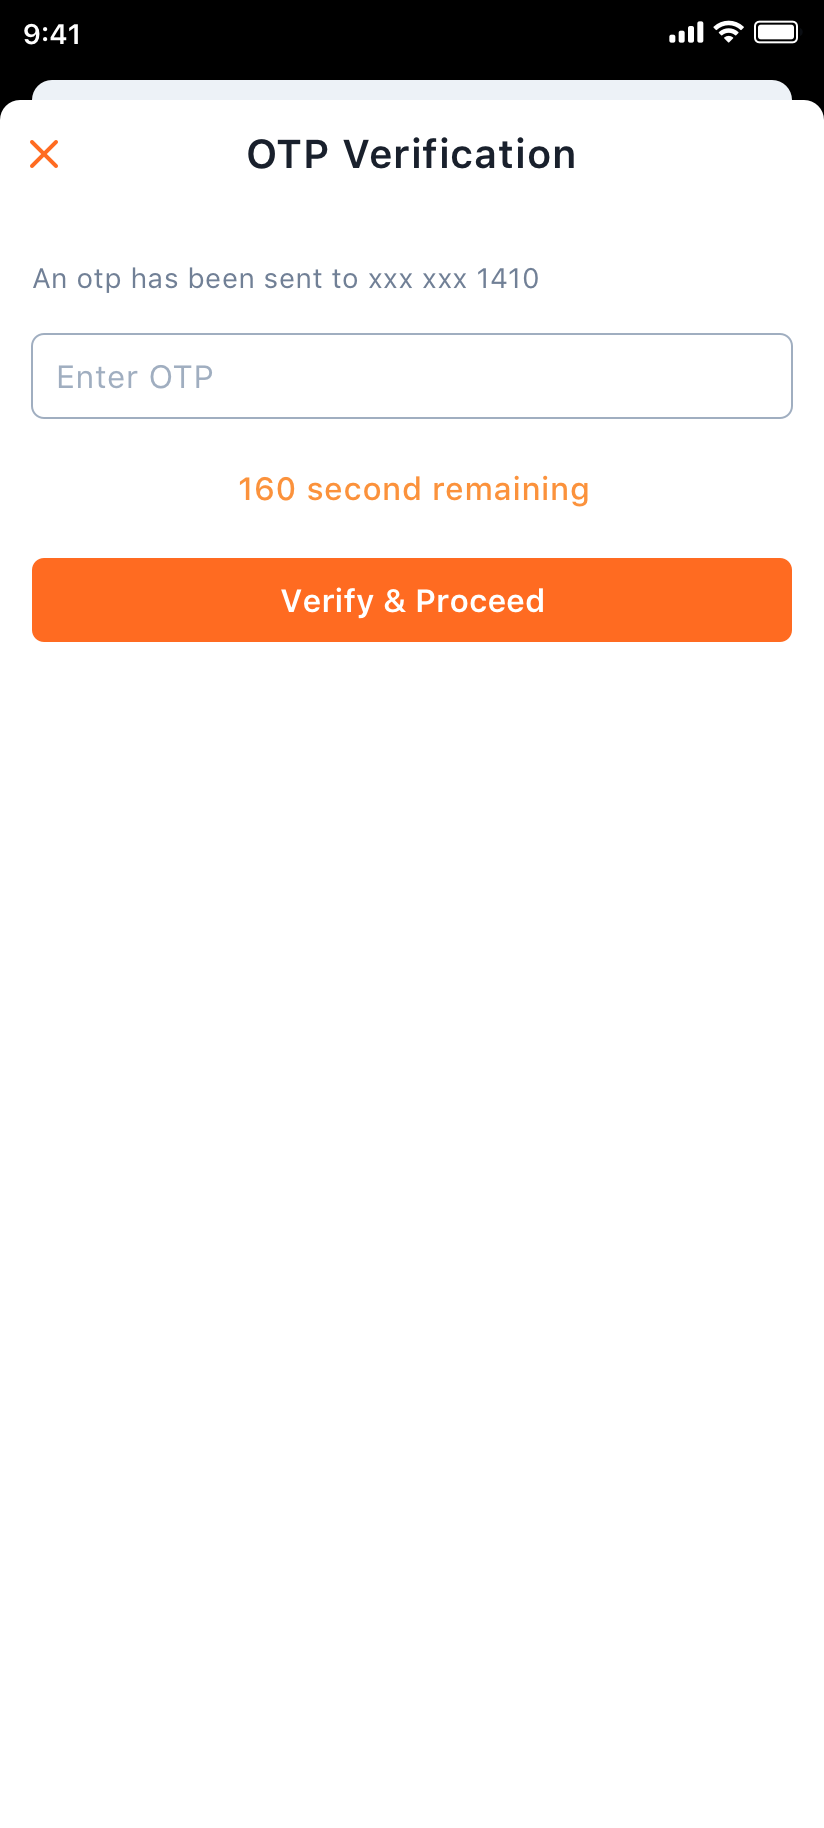 9:41
OTP Verification
An otp has been sent to xxx xxx 1410
Enter OTP
160 second remaining
Verify & Proceed